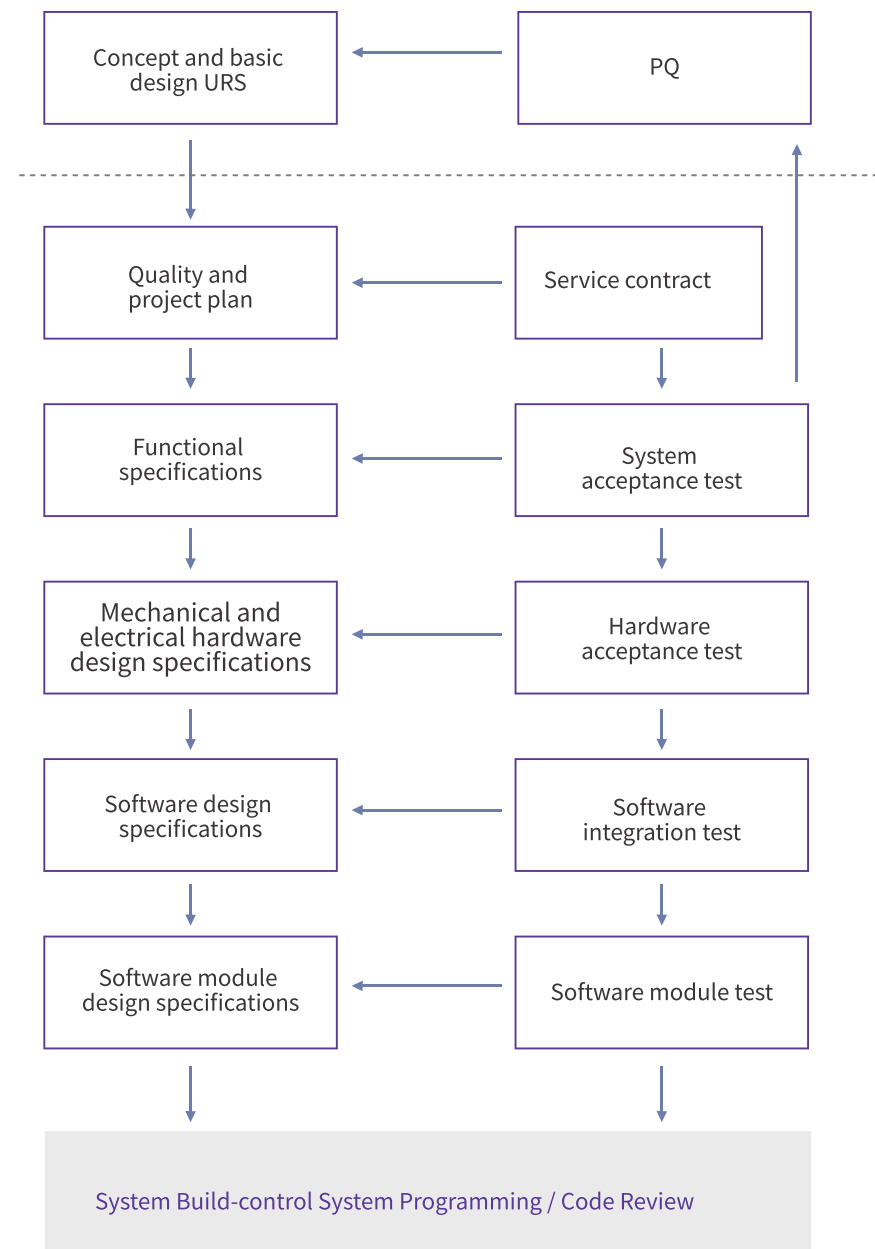 Concept and basic
design URS
PQ
Quality and
project plan
Service contract
Functional
specifications
System
acceptance test
Mechanical and
electrical hardware
design specifications
Hardware
acceptance test
Software design
specifications
Software
integration test
Software module
design specifications
Software module test
System Build-control System Programming / Code Review